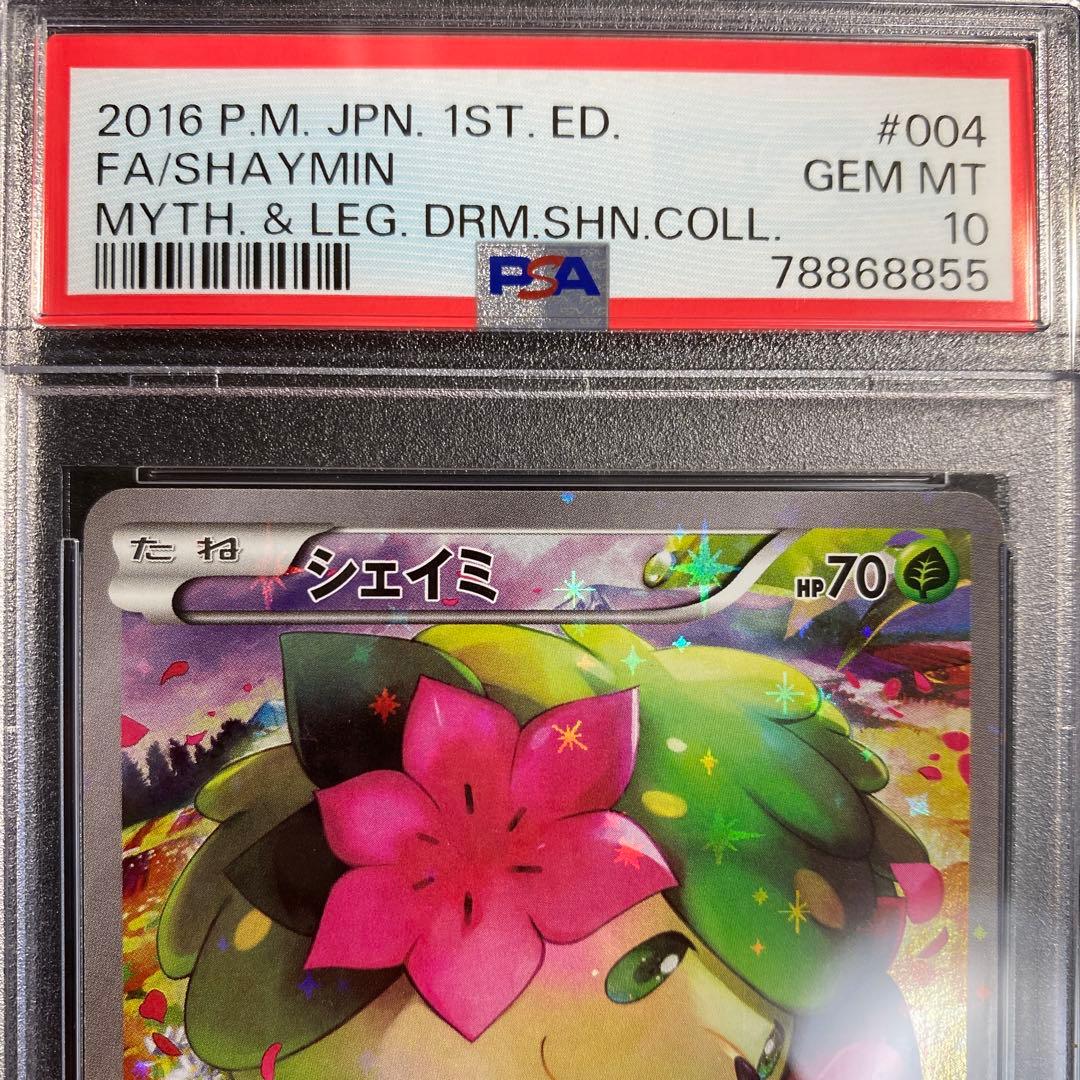 2016 P.M. JPN. 1ST. ED. #004
FA/SHAYMIN GEM MT
MYTH. & LEG. DRM.SHN.COLL. 10
PSA 78868855
たね シェイミ HP70